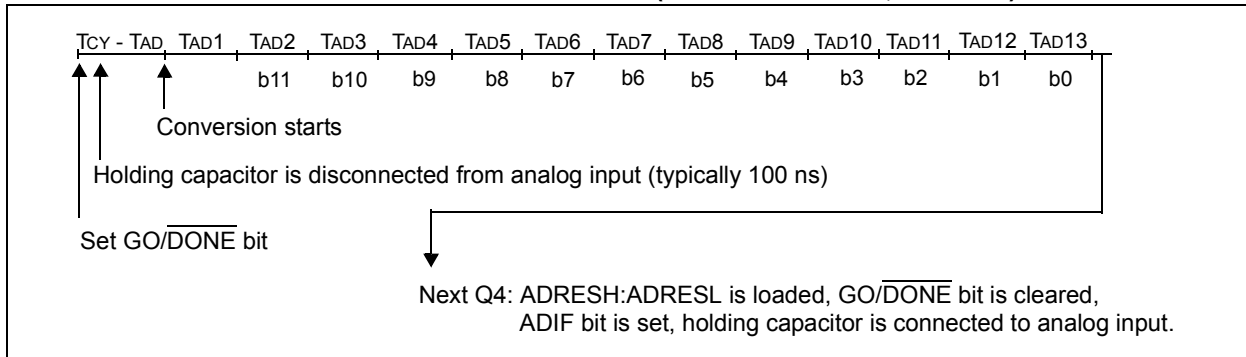 TCY - TAD TAD1 TAD2 TAD3 TAD4 TAD5 TAD6 TAD7 TAD8 TAD9 TAD10 TAD11 TAD12 TAD13
b11 b10 b9 b8 b7 b6 b5 b4 b3 b2 b1 b0
Conversion starts
Holding capacitor is disconnected from analog input (typically 100 ns)
Set GO/DONE bit
Next Q4: ADRESH:ADRESL is loaded, GO/DONE bit is cleared,
ADIF bit is set, holding capacitor is connected to analog input.